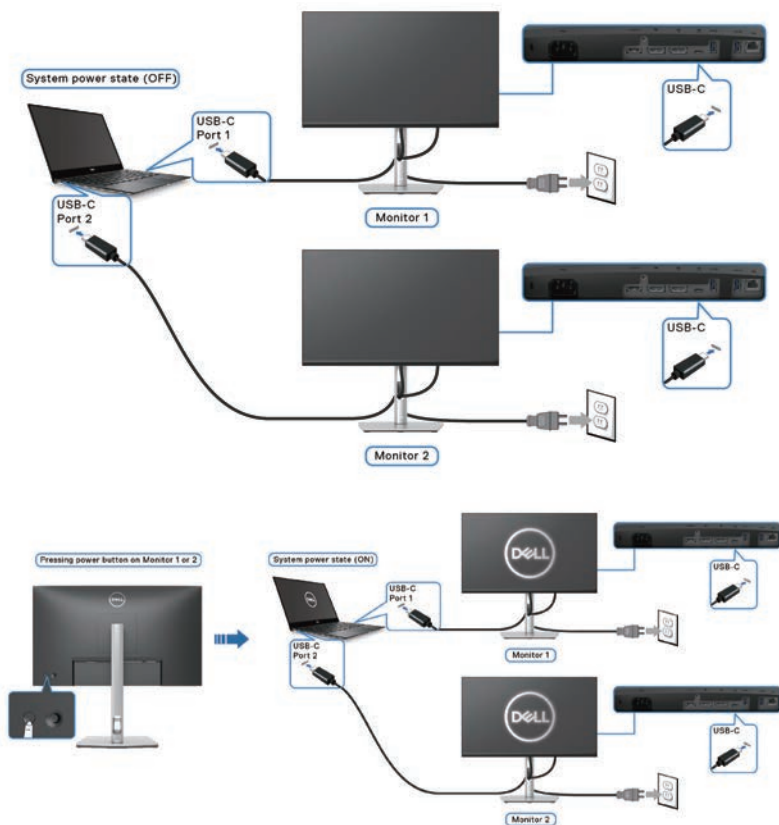 System power state (OFF)
USB-C
Port 1
USB-C
USB-C
Port 2
Monitor 1
USB-C
Monitor 2
Pressing power button on Monitor 1 or 2
DELL
System power state (ON)
DELL
USB-C
Port 1
DELL
USB-C
USB-C
Port 2
Monitor 1
DELL
USB-C
Monitor 2